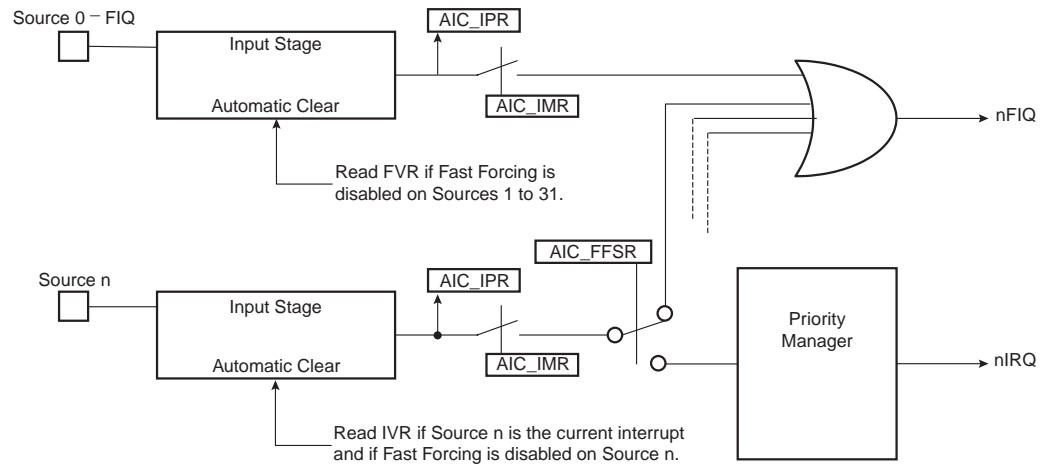 Source 0 – FIQ
AIC_IPR
Input Stage
Automatic Clear
AIC_IMR
nFIQ
Read FVR if Fast Forcing is
disabled on Sources 1 to 31.
AIC_FFSR
Source n
AIC_IPR
Input Stage
Priority
Manager
Automatic Clear
AIC_IMR
nIRQ
Read IVR if Source n is the current interrupt
and if Fast Forcing is disabled on Source n.